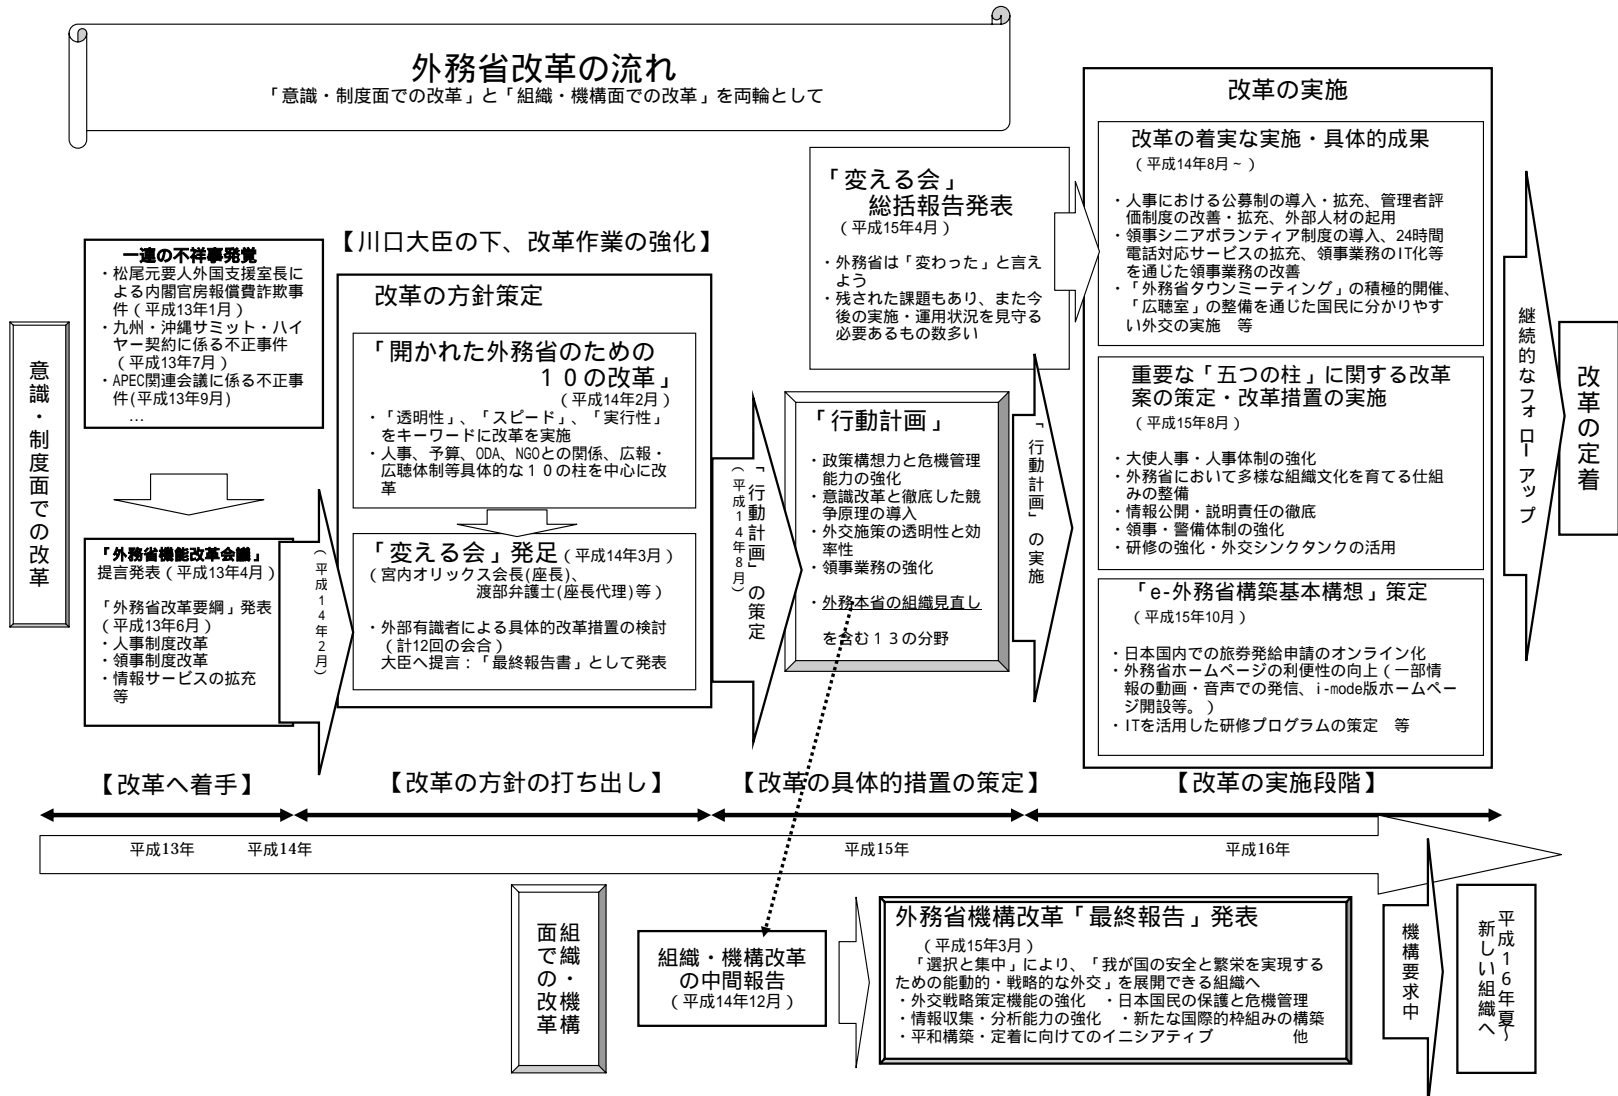 外務省改革の流れ
「意識・制度面での改革」と「組織・機構面での改革」を両輪として
意識・制度面での改革
一連の不祥事発覚
・松尾元要人外国支援室長に
よる内閣官房報償費詐欺事
件(平成13年1月)
・九州・沖縄サミット・ハイ
ヤー契約に係る不正事件
(平成13年7月)
・APEC関連会議に係る不正事
件(平成13年9月)
…
「外務省機能改革会議」
提言発表(平成13年4月)
「外務省改革要綱」発表
(平成13年6月)
・人事制度改革
・領事制度改革
・情報サービスの拡充
等
(平成14年2月)
【川口大臣の下、改革作業の強化】
改革の方針策定
「開かれた外務省のための
10の改革」
(平成14年2月)
・「透明性」、「スピード」、「実行性」
をキーワードに改革を実施
・人事、予算、ODA、NGOとの関係、広報・
広聴体制等具体的な10の柱を中心に改
革
「変える会」発足(平成14年3月)
(宮内オリックス会長(座長)、
渡部弁護士(座長代理)等)
・外部有識者による具体的改革措置の検討
(計12回の会合)
大臣へ提言:「最終報告書」として発表
「行動計画」の策定
(平成14年8月)
「変える会」
総括報告発表
(平成15年4月)
・外務省は「変わった」と言え
よう
・残された課題もあり、また今
後の実施・運用状況を見守る
必要あるもの数多い
「行動計画」
・政策構想力と危機管理
能力の強化
・意識改革と徹底した競
争原理の導入
・外交施策の透明性と効
率性
・領事業務の強化
・外務本省の組織見直し
を含む13の分野
「行動計画」の実施
改革の実施
改革の着実な実施・具体的成果
(平成14年8月~)
・人事における公募制の導入・拡充、管理者評
価制度の改善・拡充、外部人材の起用
・領事シニアボランティア制度の導入、24時間
電話対応サービスの拡充、領事業務のIT化等
を通じた領事業務の改善
・「外務省タウンミーティング」の積極的開催、
「広聴室」の整備を通じた国民に分かりやす
い外交の実施 等
重要な「五つの柱」に関する改革
案の策定・改革措置の実施
(平成15年8月)
・大使人事・人事体制の強化
・外務省において多様な組織文化を育てる仕組
みの整備
・情報公開・説明責任の徹底
・領事・警備体制の強化
・研修の強化・外交シンクタンクの活用
「e-外務省構築基本構想」策定
(平成15年10月)
・日本国内での旅券発給申請のオンライン化
・外務省ホームページの利便性の向上(一部情
報の動画・音声での発信、i-mode版ホームペー
ジ開設等。)
・ITを活用した研修プログラムの策定 等
継続的なフォローアップ
改革の定着
【改革へ着手】
【改革の方針の打ち出し】
【改革の具体的措置の策定】
【改革の実施段階】
平成13年
平成14年
平成15年
平成16年
組織・機構
面での改革
組織・機構改革
の中間報告
(平成14年12月)
外務省機構改革「最終報告」発表
(平成15年3月)
「選択と集中」により、「我が国の安全と繁栄を実現する
ための能動的・戦略的な外交」を展開できる組織へ
・外交戦略策定機能の強化 ・日本国民の保護と危機管理
・情報収集・分析能力の強化 ・新たな国際的枠組みの構築
・平和構築・定着に向けてのイニシアティブ 他
機構要求中
平成16年夏~
新しい組織へ